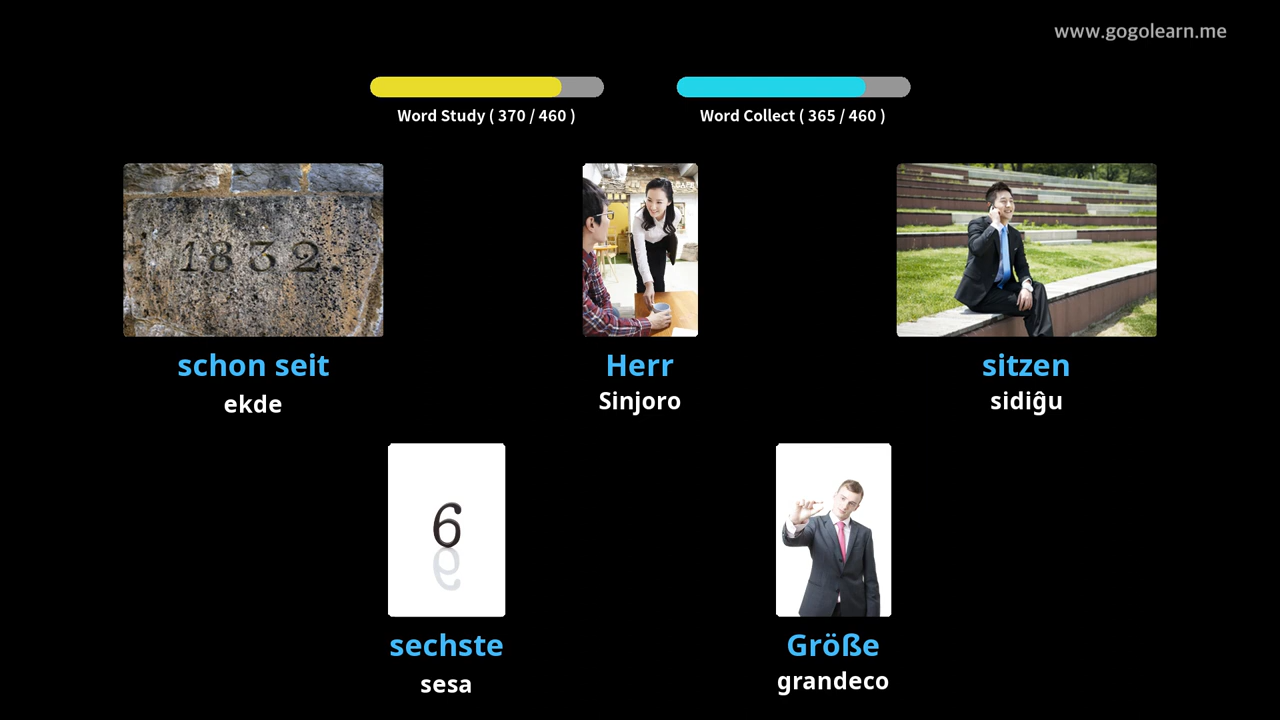 www.gogolearn.me
Word Study ( 370 / 460 )
Word Collect ( 365 / 460 )
1832.
schon seit
ekde
Herr
Sinjoro
sitzen
sidiĝu
6
sechste
sesa
Größe
grandeco